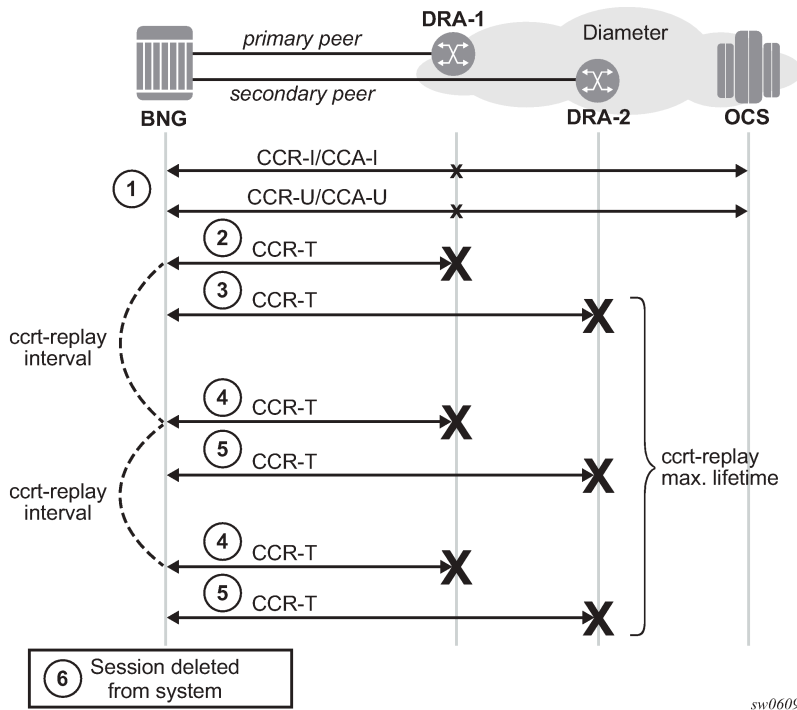 DRA-1
primary peer
Diameter
secondary peer
BNG
DRA-2
OCS
1
CCR-I/CCA-I
x
CCR-U/CCA-U
x
2
CCR-T
X
3
CCR-T
X
ccrt-replay
interval
4
CCR-T
X
5
CCR-T
X
ccrt-replay
max. lifetime
ccrt-replay
interval
4
CCR-T
X
5
CCR-T
X
6
Session deleted
from system
sw0609